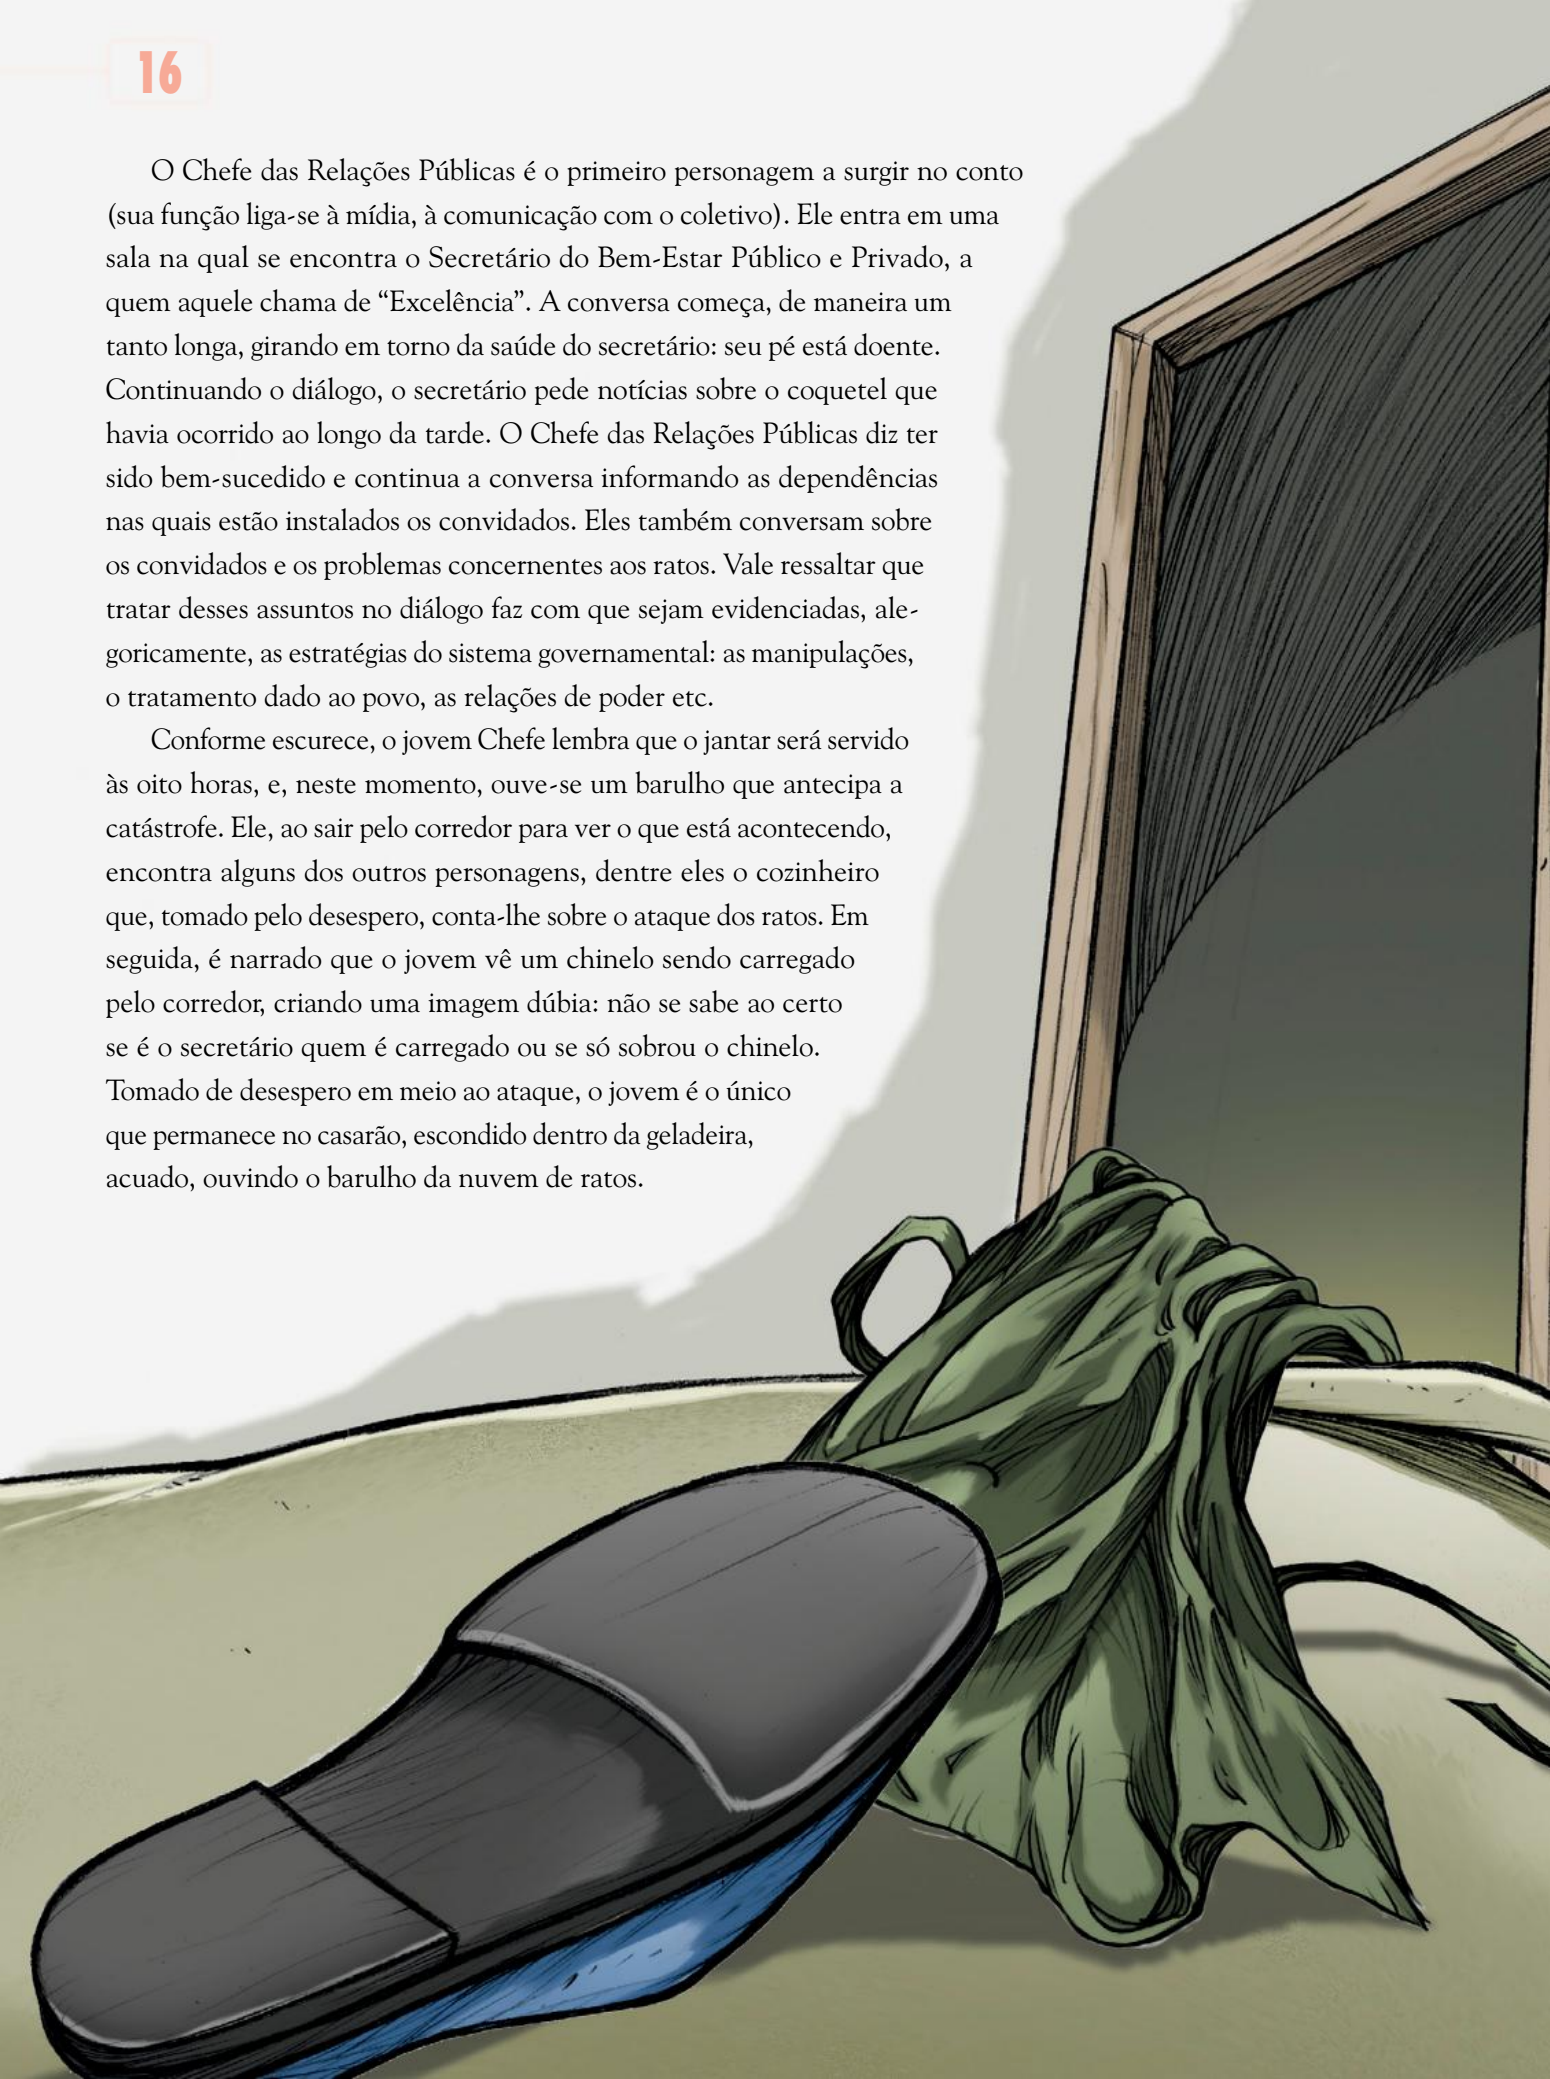 16
O Chefe das Relações Públicas é o primeiro personagem a surgir no conto
(sua função liga-se à mídia, à comunicação com o coletivo). Ele entra em uma
sala na qual se encontra o Secretário do Bem-Estar Público e Privado, a
quem aquele chama de “Excelência”. A conversa começa, de maneira um
tanto longa, girando em torno da saúde do secretário: seu pé está doente.
Continuando o diálogo, o secretário pede notícias sobre o coquetel que
havia ocorrido ao longo da tarde. O Chefe das Relações Públicas diz ter
sido bem-sucedido e continua a conversa informando as dependências
nas quais estão instalados os convidados. Eles também conversam sobre
os convidados e os problemas concernentes aos ratos. Vale ressaltar que
tratar desses assuntos no diálogo faz com que sejam evidenciadas, ale-
goricamente, as estratégias do sistema governamental: as manipulações,
o tratamento dado ao povo, as relações de poder etc.
Conforme escurece, o jovem Chefe lembra que o jantar será servido
às oito horas, e, neste momento, ouve-se um barulho que antecipa a
catástrofe. Ele, ao sair pelo corredor para ver o que está acontecendo,
encontra alguns dos outros personagens, dentre eles o cozinheiro
que, tomado pelo desespero, conta-lhe sobre o ataque dos ratos. Em
seguida, é narrado que o jovem vê um chinelo sendo carregado
pelo corredor, criando uma imagem dúbia: não se sabe ao certo
se é o secretário quem é carregado ou se só sobrou o chinelo.
Tomado de desespero em meio ao ataque, o jovem é o único
que permanece no casarão, escondido dentro da geladeira,
acuado, ouvindo o barulho da nuvem de ratos.